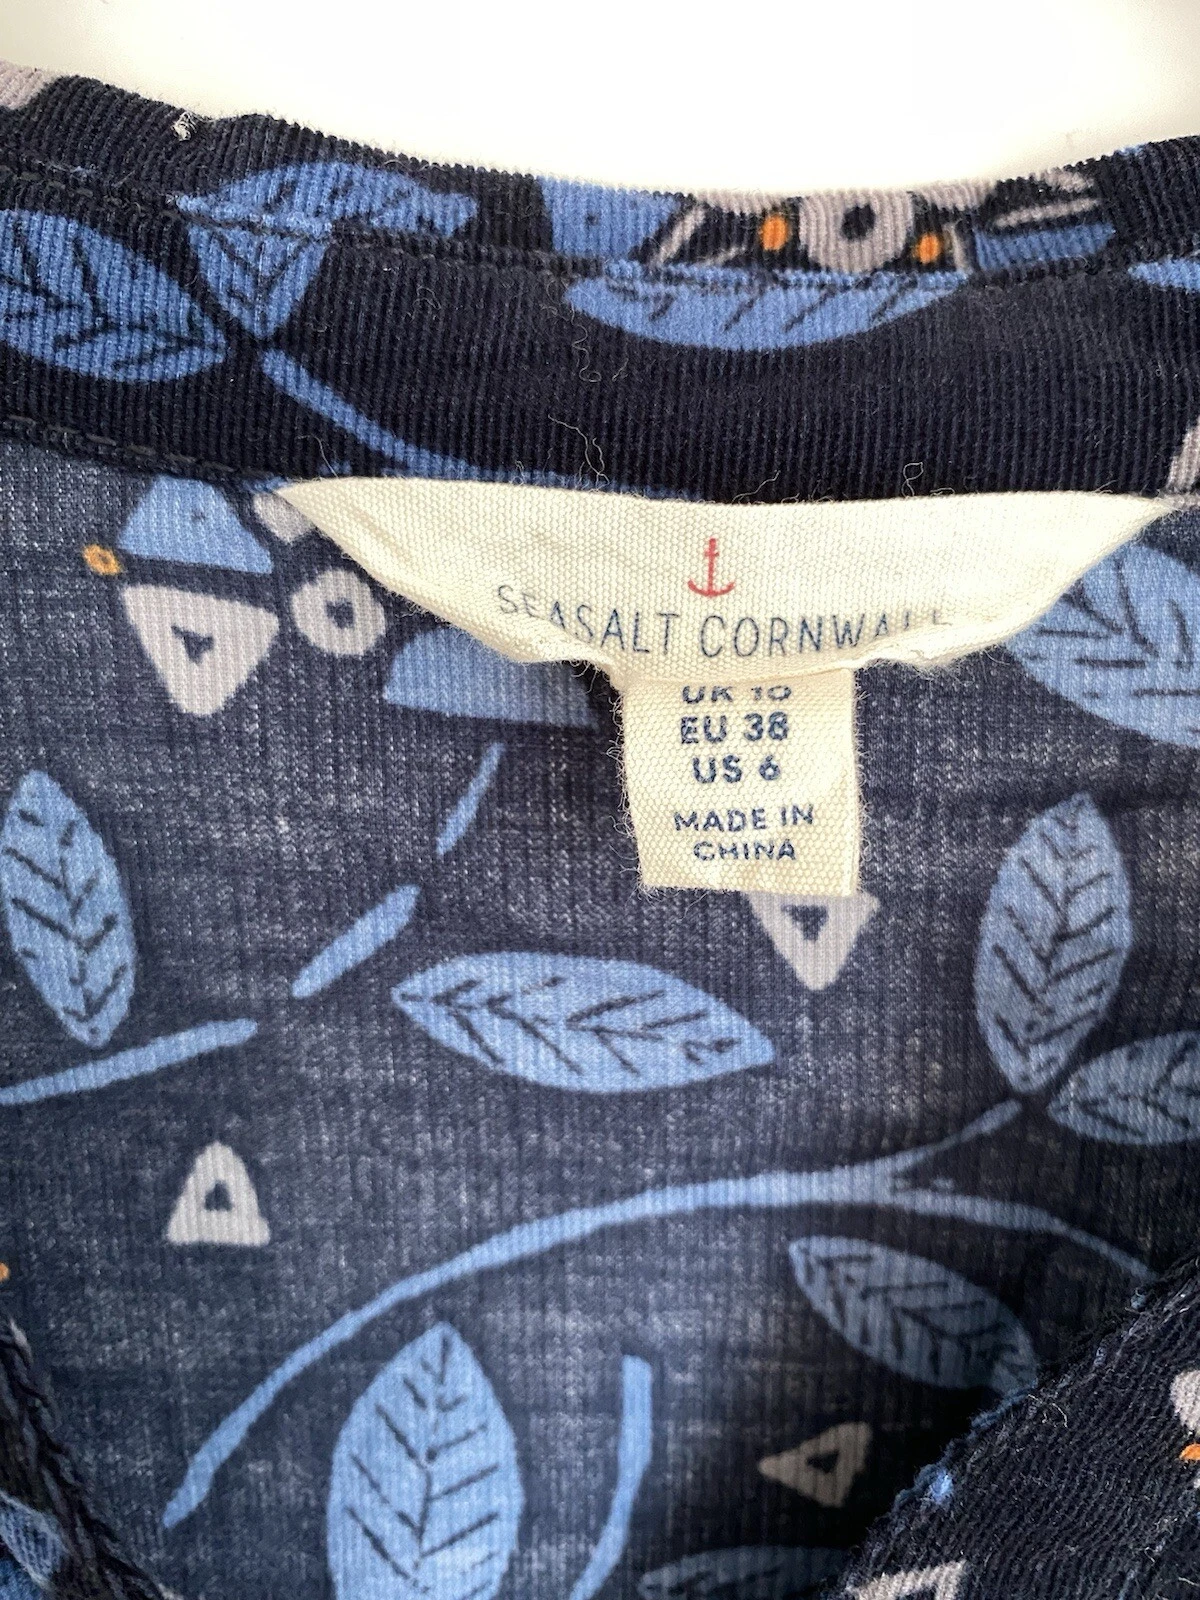 SEASALT CORNWALL
UK 10
EU 38
US 6
MADE IN
CHINA